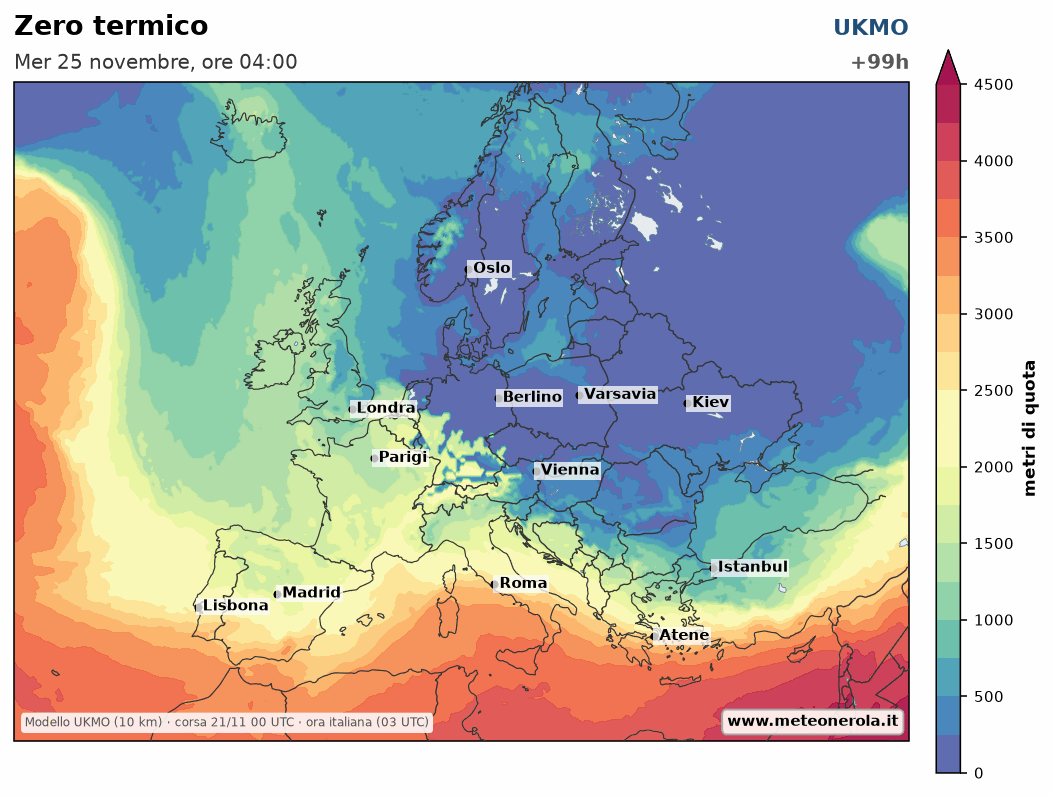 Zero termico
UKMO
Mer 25 novembre, ore 04:00
+99h
4500
4000
3500
3000
2500
2000
1500
1000
500
0
metri di quota
Oslo
Berlino
Varsavia
Kiev
Londra
Parigi
Vienna
Istanbul
Roma
Madrid
Lisbona
Atene
Modello UKMO (10 km) · corsa 21/11 00 UTC · ora italiana (03 UTC)
www.meteonerola.it